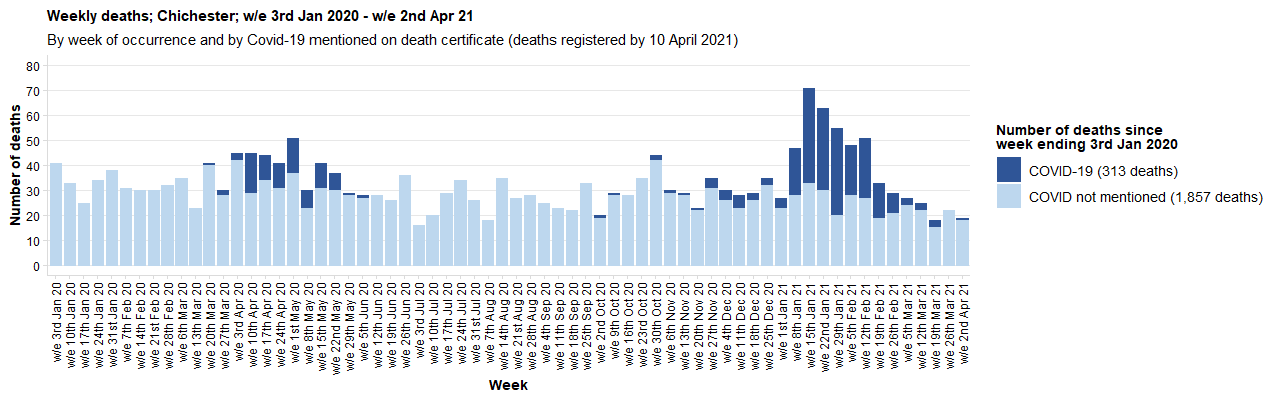 Weekly deaths; Chichester; w/e 3rd Jan 2020 - w/e 2nd Apr 21
By week of occurrence and by Covid-19 mentioned on death certificate (deaths registered by 10 April 2021)
Number of deaths
80
70
60
50
40
30
20
10
0
w/e 3rd Jan 20
w/e 10th Jan 20
w/e 17th Jan 20
w/e 24th Jan 20
w/e 31st Jan 20
w/e 7th Feb 20
w/e 14th Feb 20
w/e 21st Feb 20
w/e 28th Feb 20
w/e 6th Mar 20
w/e 13th Mar 20
w/e 20th Mar 20
w/e 27th Mar 20
w/e 3rd Apr 20
w/e 10th Apr 20
w/e 17th Apr 20
w/e 24th Apr 20
w/e 1st May 20
w/e 8th May 20
w/e 15th May 20
w/e 22nd May 20
w/e 29th May 20
w/e 5th Jun 20
w/e 12th Jun 20
w/e 19th Jun 20
w/e 26th Jun 20
w/e 3rd Jul 20
w/e 10th Jul 20
w/e 17th Jul 20
w/e 24th Jul 20
w/e 31st Jul 20
w/e 7th Aug 20
w/e 14th Aug 20
w/e 21st Aug 20
w/e 28th Aug 20
w/e 4th Sep 20
w/e 11th Sep 20
w/e 18th Sep 20
w/e 25th Sep 20
w/e 2nd Oct 20
w/e 9th Oct 20
w/e 16th Oct 20
w/e 23rd Oct 20
w/e 30th Oct 20
w/e 6th Nov 20
w/e 13th Nov 20
w/e 20th Nov 20
w/e 27th Nov 20
w/e 4th Dec 20
w/e 11th Dec 20
w/e 18th Dec 20
w/e 25th Dec 20
w/e 1st Jan 21
w/e 8th Jan 21
w/e 15th Jan 21
w/e 22nd Jan 21
w/e 29th Jan 21
w/e 5th Feb 21
w/e 12th Feb 21
w/e 19th Feb 21
w/e 26th Feb 21
w/e 5th Mar 21
w/e 12th Mar 21
w/e 19th Mar 21
w/e 26th Mar 21
w/e 2nd Apr 21
Week
Number of deaths since
week ending 3rd Jan 2020
COVID-19 (313 deaths)
COVID not mentioned (1,857 deaths)